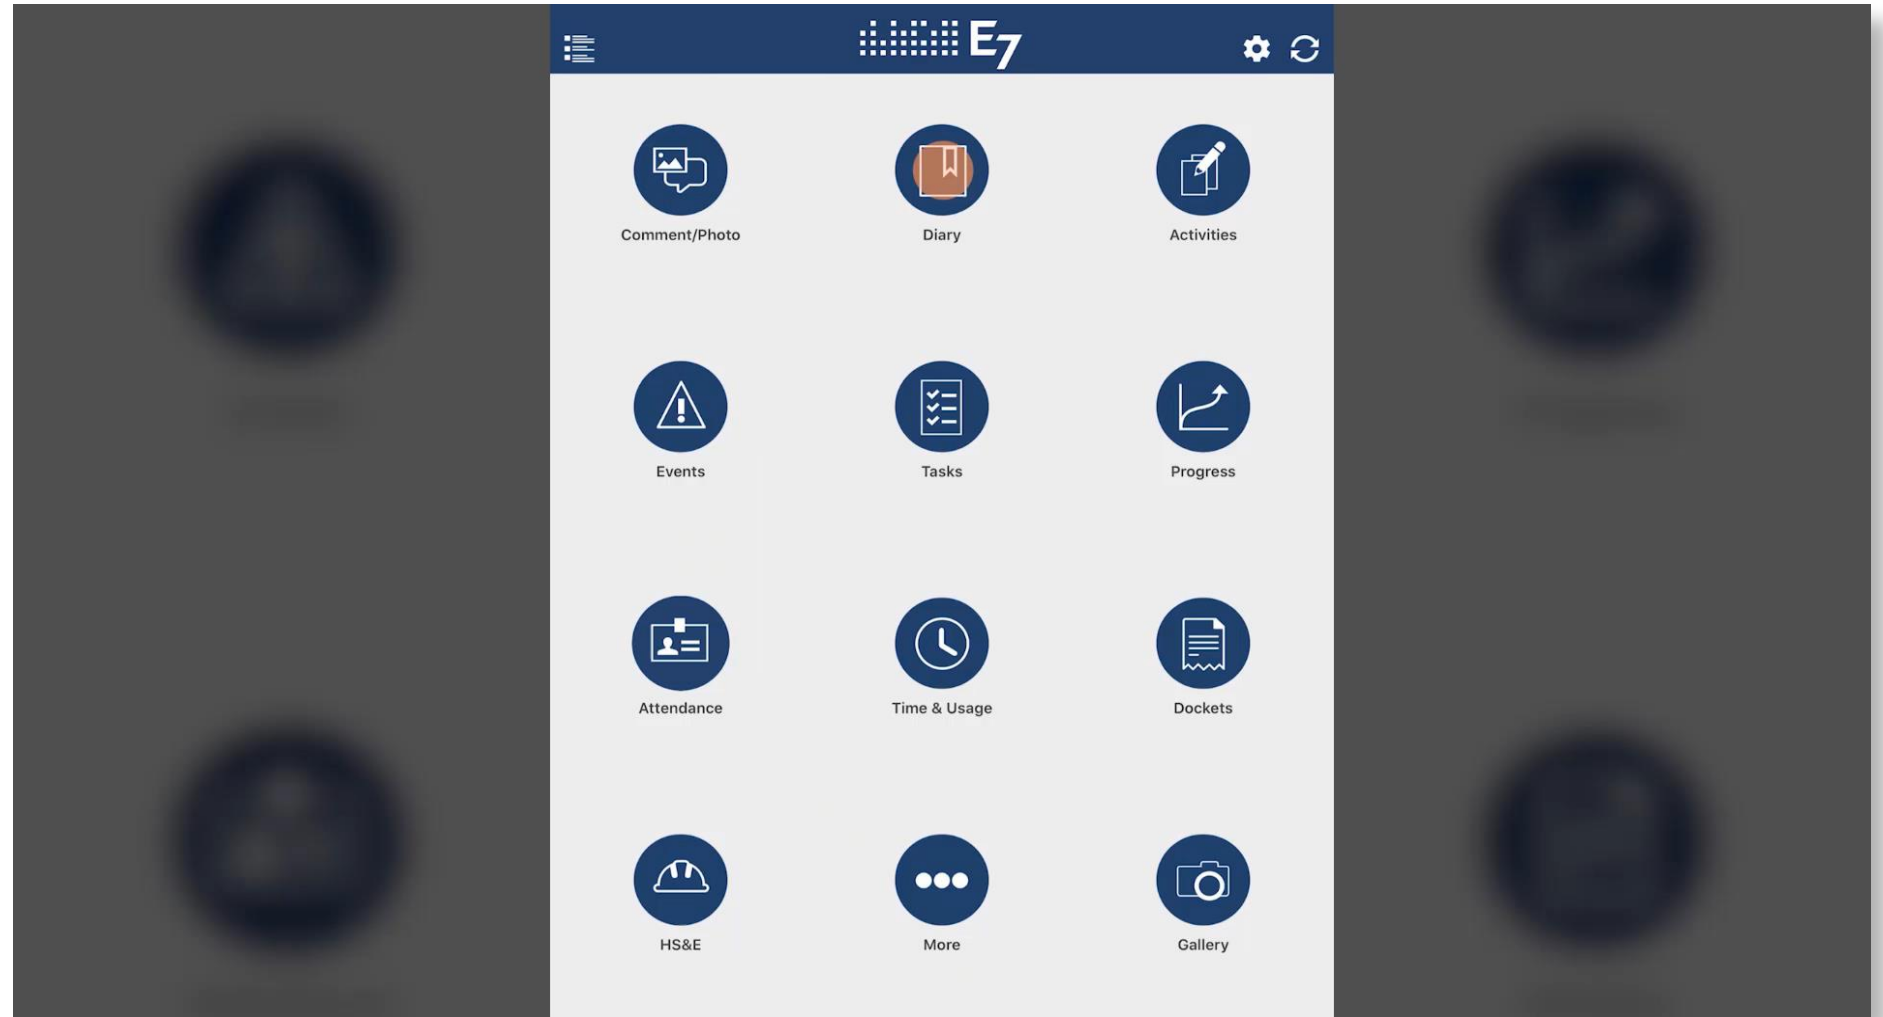 E7
Comment/Photo
Diary
Activities
Events
Tasks
Progress
Attendance
Time & Usage
Dockets
HS&E
More
Gallery